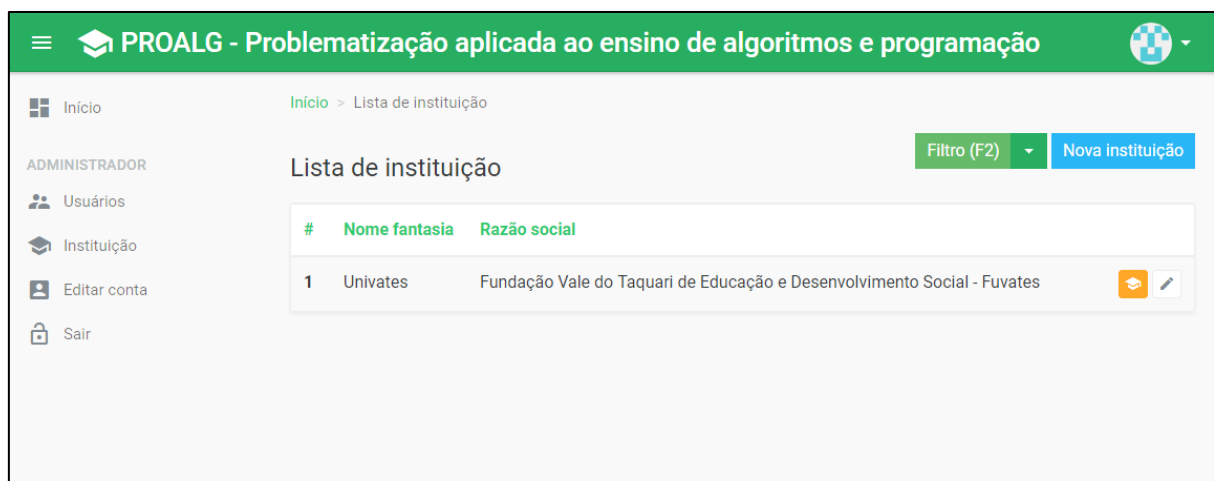 PROALG - Problematização aplicada ao ensino de algoritmos e programação
Início
ADMINISTRADOR
Usuários
Instituição
Editar conta
Sair
Início > Lista de instituição
Lista de instituição
Filtro (F2)
Nova instituição
# Nome fantasia Razão social
1 Univates Fundação Vale do Taquari de Educação e Desenvolvimento Social - Fuvates